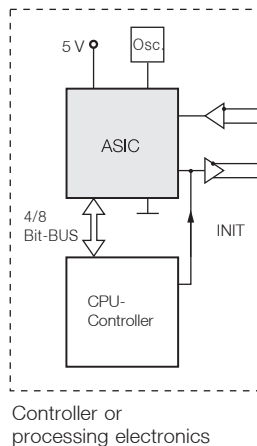 5 V
Osc.
ASIC
4/8
Bit-BUS
INIT
CPU-
Controller
Controller or
processing electronics